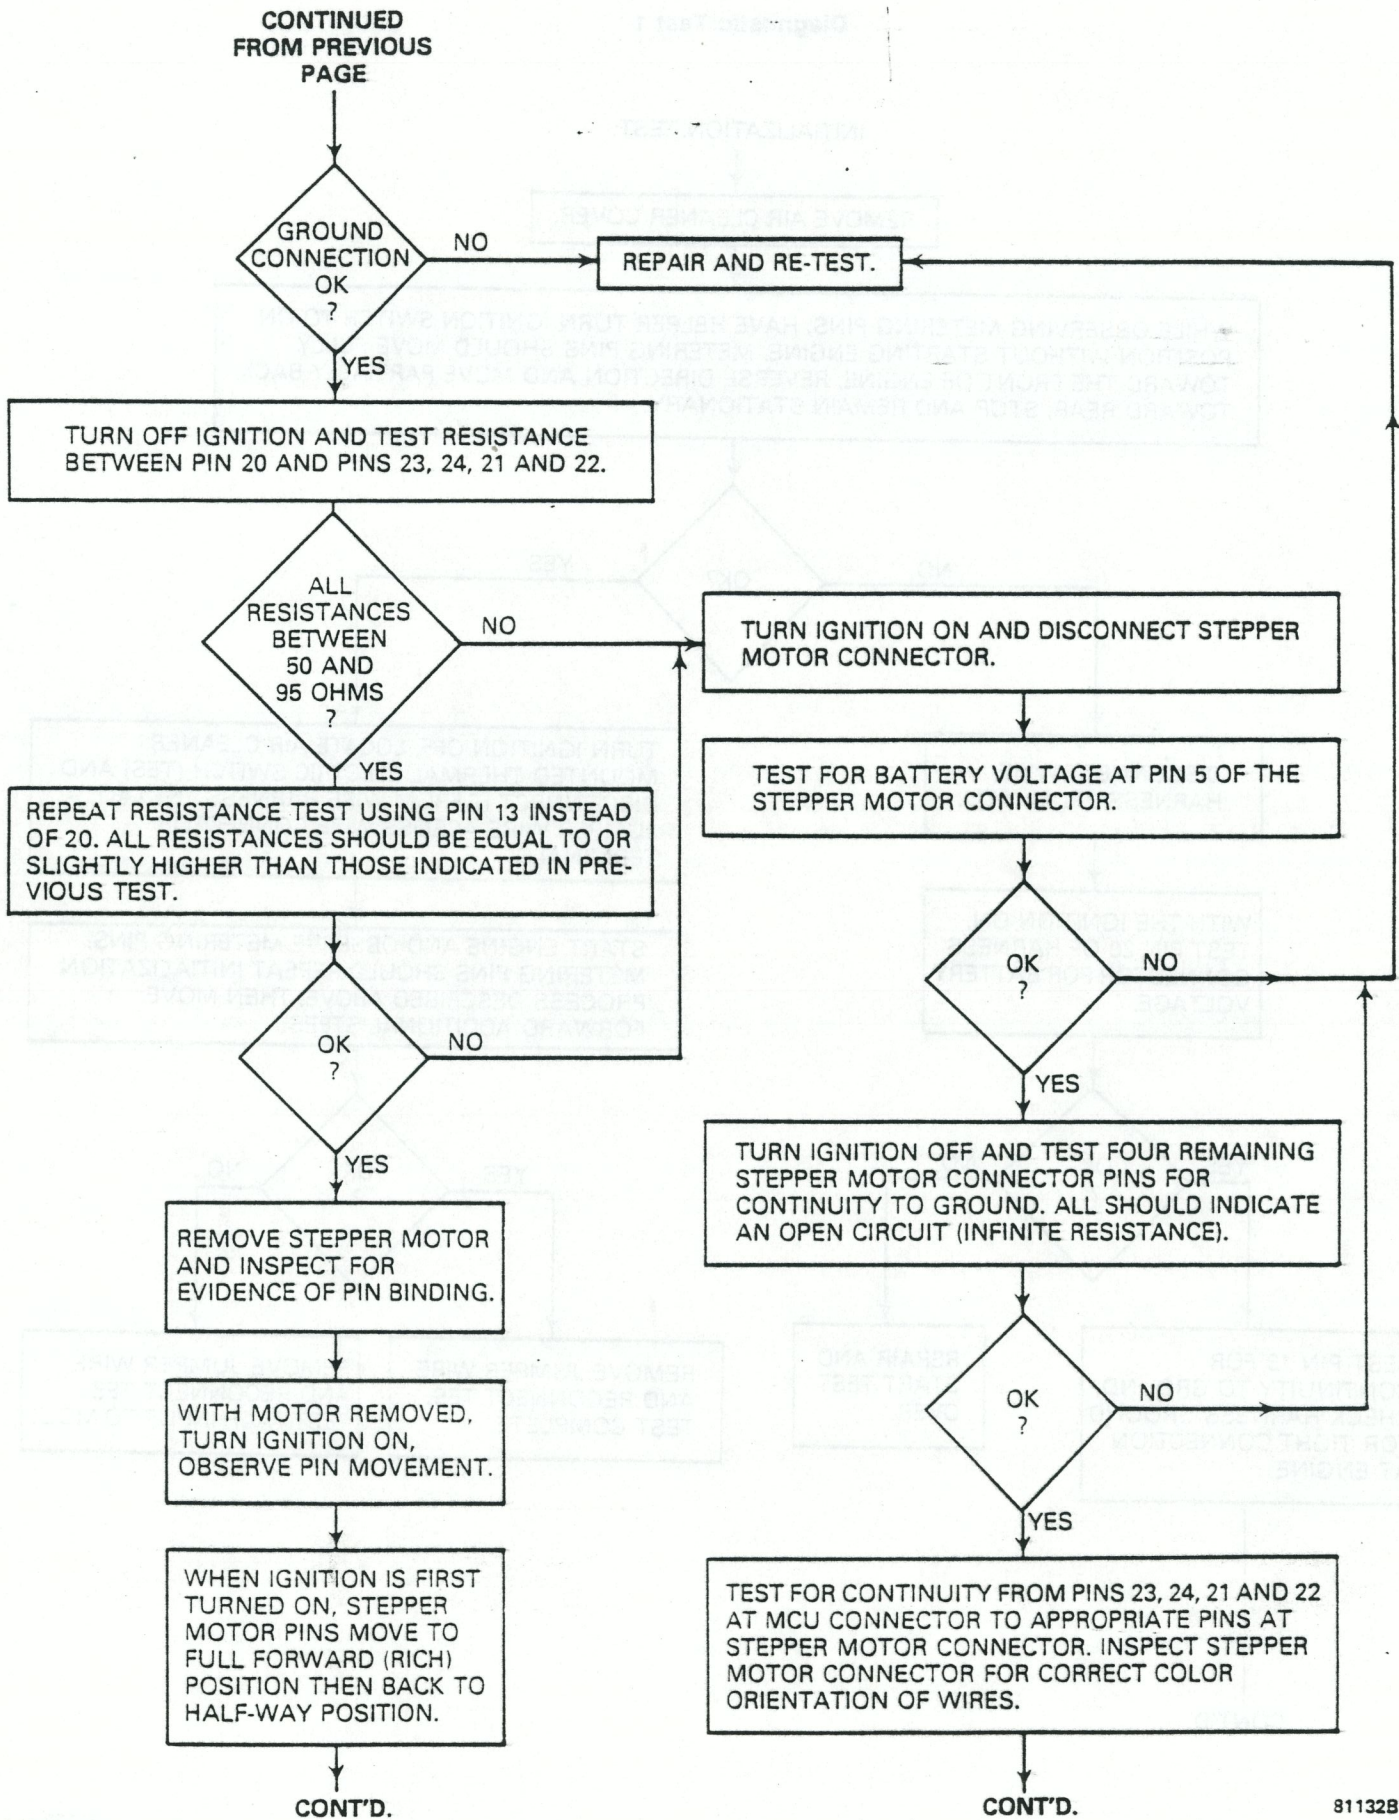 CONTINUED
FROM PREVIOUS
PAGE
GROUND
CONNECTION
OK
?
NO
REPAIR AND RE-TEST.
YES
TURN OFF IGNITION AND TEST RESISTANCE
BETWEEN PIN 20 AND PINS 23, 24, 21 AND 22.
ALL
RESISTANCES
BETWEEN
50 AND
95 OHMS
?
NO
YES
REPEAT RESISTANCE TEST USING PIN 13 INSTEAD
OF 20. ALL RESISTANCES SHOULD BE EQUAL TO OR
SLIGHTLY HIGHER THAN THOSE INDICATED IN PRE-
VIOUS TEST.
OK
?
NO
YES
REMOVE STEPPER MOTOR
AND INSPECT FOR
EVIDENCE OF PIN BINDING.
WITH MOTOR REMOVED,
TURN IGNITION ON,
OBSERVE PIN MOVEMENT.
WHEN IGNITION IS FIRST
TURNED ON, STEPPER
MOTOR PINS MOVE TO
FULL FORWARD (RICH)
POSITION THEN BACK TO
HALF-WAY POSITION.
CONT'D.
TURN IGNITION ON AND DISCONNECT STEPPER
MOTOR CONNECTOR.
TEST FOR BATTERY VOLTAGE AT PIN 5 OF THE
STEPPER MOTOR CONNNECTOR.
OK
?
NO
YES
TURN IGNITION OFF AND TEST FOUR REMAINING
STEPPER MOTOR CONNECTOR PINS FOR
CONTINUITY TO GROUND. ALL SHOULD INDICATE
AN OPEN CIRCUIT (INFINITE RESISTANCE).
OK
?
NO
YES
TEST FOR CONTINUITY FROM PINS 23, 24, 21 AND 22
AT MCU CONNECTOR TO APPROPRIATE PINS AT
STEPPER MOTOR CONNECTOR. INSPECT STEPPER
MOTOR CONNECTOR FOR CORRECT COLOR
ORIENTATION OF WIRES.
CONT'D.
81132B